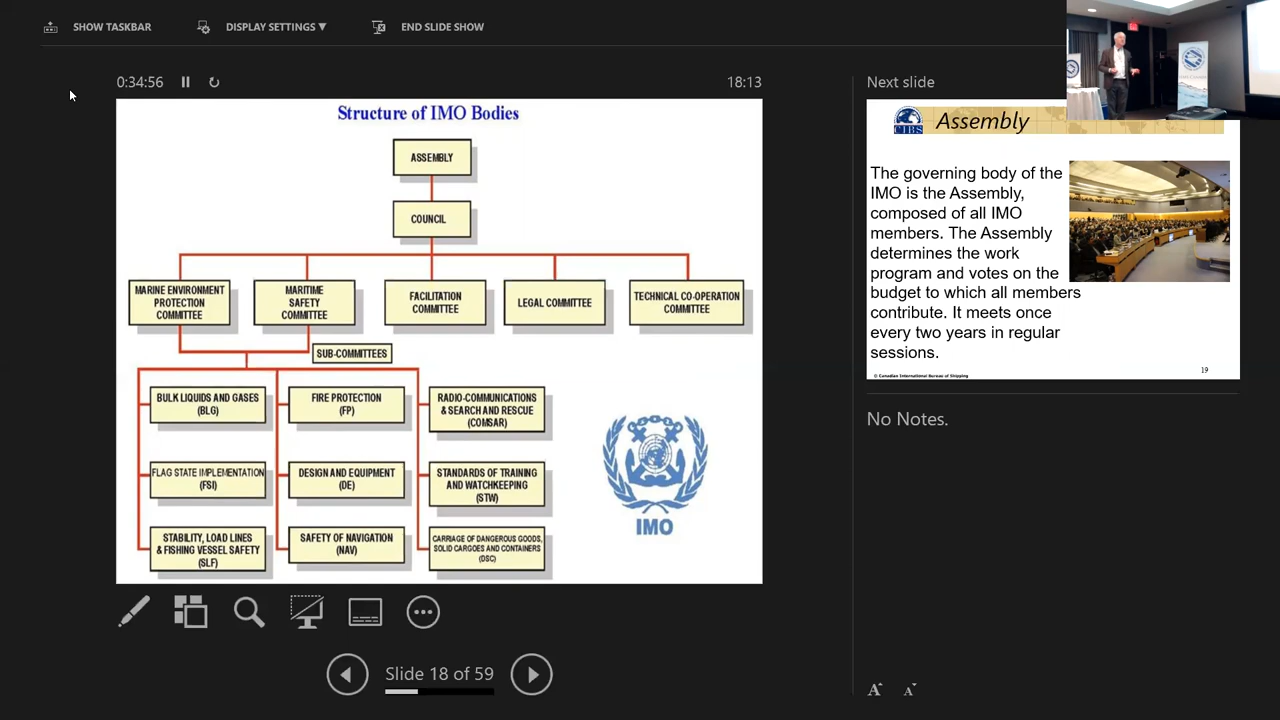 SHOW TASKBAR
DISPLAY SETTINGS ▼
END SLIDE SHOW
0:34:56
18:13
Structure of IMO Bodies
ASSEMBLY
COUNCIL
MARINE ENVIRONMENT
PROTECTION
COMMITTEE
MARITIME
SAFETY
COMMITTEE
FACILITATION
COMMITTEE
LEGAL COMMITTEE
TECHNICAL CO-OPERATION
COMMITTEE
SUB-COMMITTEES
BULK LIQUIDS AND GASES
(BLG)
FIRE PROTECTION
(FP)
RADIO-COMMUNICATIONS
& SEARCH AND RESCUE
(COMSAR)
FLAG STATE IMPLEMENTATION
(FSI)
DESIGN AND EQUIPMENT
(DE)
STANDARDS OF TRAINING
AND WATCHKEEPING
(STW)
STABILITY, LOAD LINES
& FISHING VESSEL SAFETY
(SLF)
SAFETY OF NAVIGATION
(NAV)
CARRIAGE OF DANGEROUS GOODS,
SOLID CARGOES AND CONTAINERS
(DSC)
IMO
Slide 18 of 59
Next slide
CIBS
Assembly
The governing body of the
IMO is the Assembly,
composed of all IMO
members. The Assembly
determines the work
program and votes on the
budget to which all members
contribute. It meets once
every two years in regular
sessions.
© Canadian International Bureau of Shipping
19
No Notes.
A
A